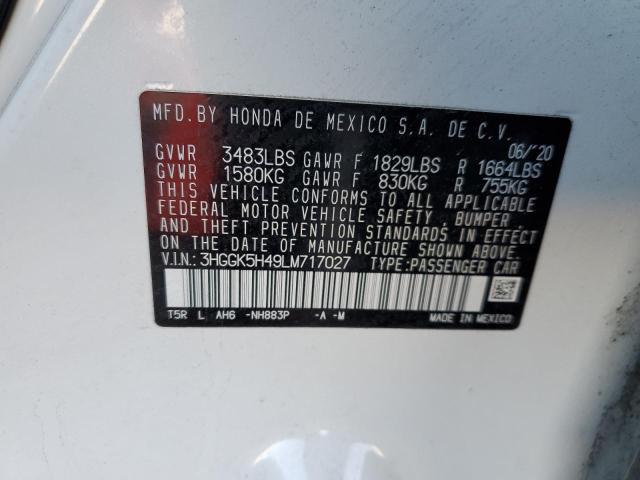 MFD. BY HONDA DE MEXICO S.A. DE C.V.
06/'20
GVWR 3483LBS GAWR F 1829LBS R 1664LBS
GVWR 1580KG GAWR F 830KG R 755KG
THIS VEHICLE CONFORMS TO ALL APPLICABLE
FEDERAL MOTOR VEHICLE SAFETY, BUMPER,
AND THEFT PREVENTION STANDARDS IN EFFECT
ON THE DATE OF MANUFACTURE SHOWN ABOVE.
V.I.N.: 3HGGK5H49LM717027 TYPE:PASSENGER CAR
T5R L AH6 -NH883P -A -M MADE IN MEXICO